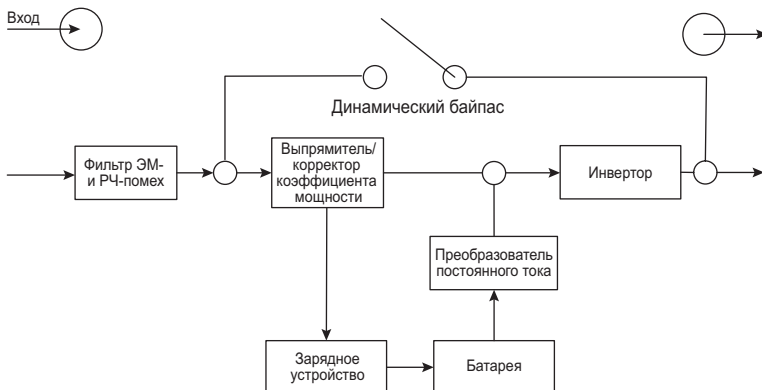 Вход
Динамический байпас
Фильтр ЭМ-
и РЧ-помех
Выпрямитель/
корректор
коэффициента
мощности
Инвертор
Преобразователь
постоянного тока
Зарядное
устройство
Батарея